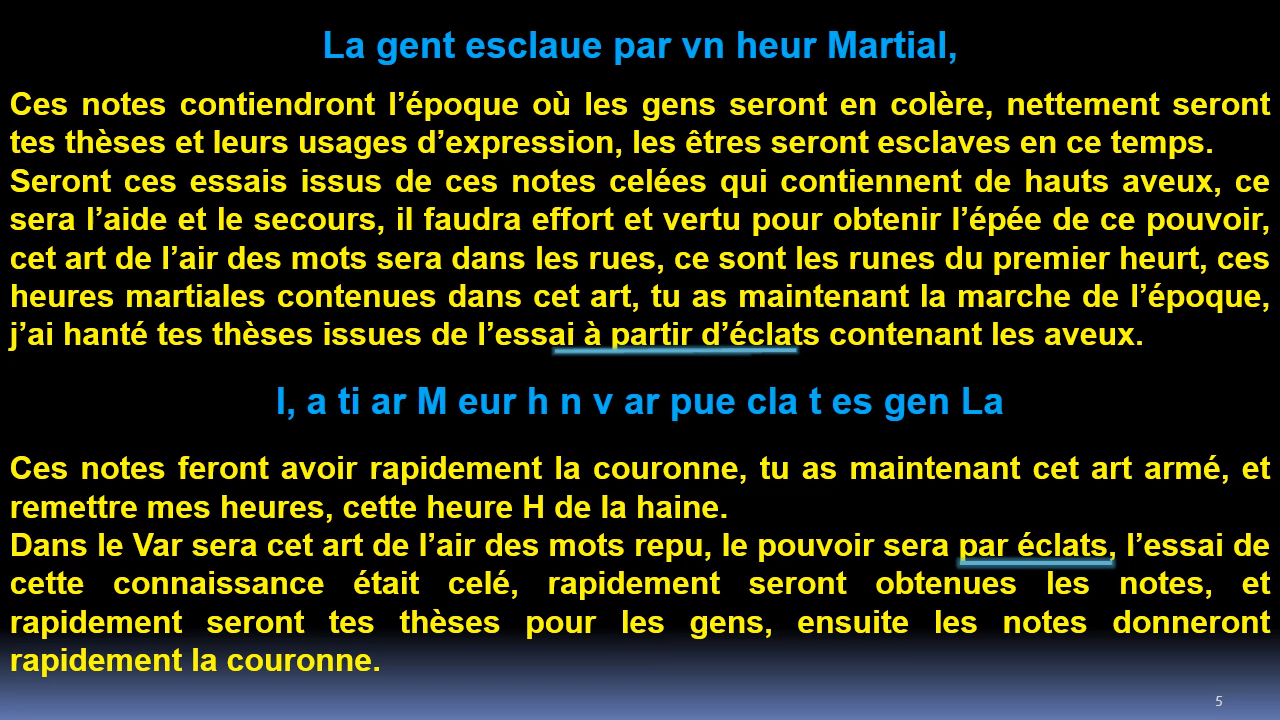 La gent esclaue par vn heur Martial,
Ces notes contiendront l’époque où les gens seront en colère, nettement seront
tes thèses et leurs usages d’expression, les êtres seront esclaves en ce temps.
Seront ces essais issus de ces notes celées qui contiennent de hauts aveux, ce
sera l’aide et le secours, il faudra effort et vertu pour obtenir l’épée de ce pouvoir,
cet art de l’air des mots sera dans les rues, ce sont les runes du premier heurt, ces
heures martiales contenues dans cet art, tu as maintenant la marche de l’époque,
j’ai hanté tes thèses issues de l’essai à partir d’éclats contenant les aveux.
l, a ti ar M eur h n v ar pue cla t es gen La
Ces notes feront avoir rapidement la couronne, tu as maintenant cet art armé, et
remettre mes heures, cette heure H de la haine.
Dans le Var sera cet art de l’air des mots repu, le pouvoir sera par éclats, l’essai de
cette connaissance était celé, rapidement seront obtenues les notes, et
rapidement seront tes thèses pour les gens, ensuite les notes donneront
rapidement la couronne.
5